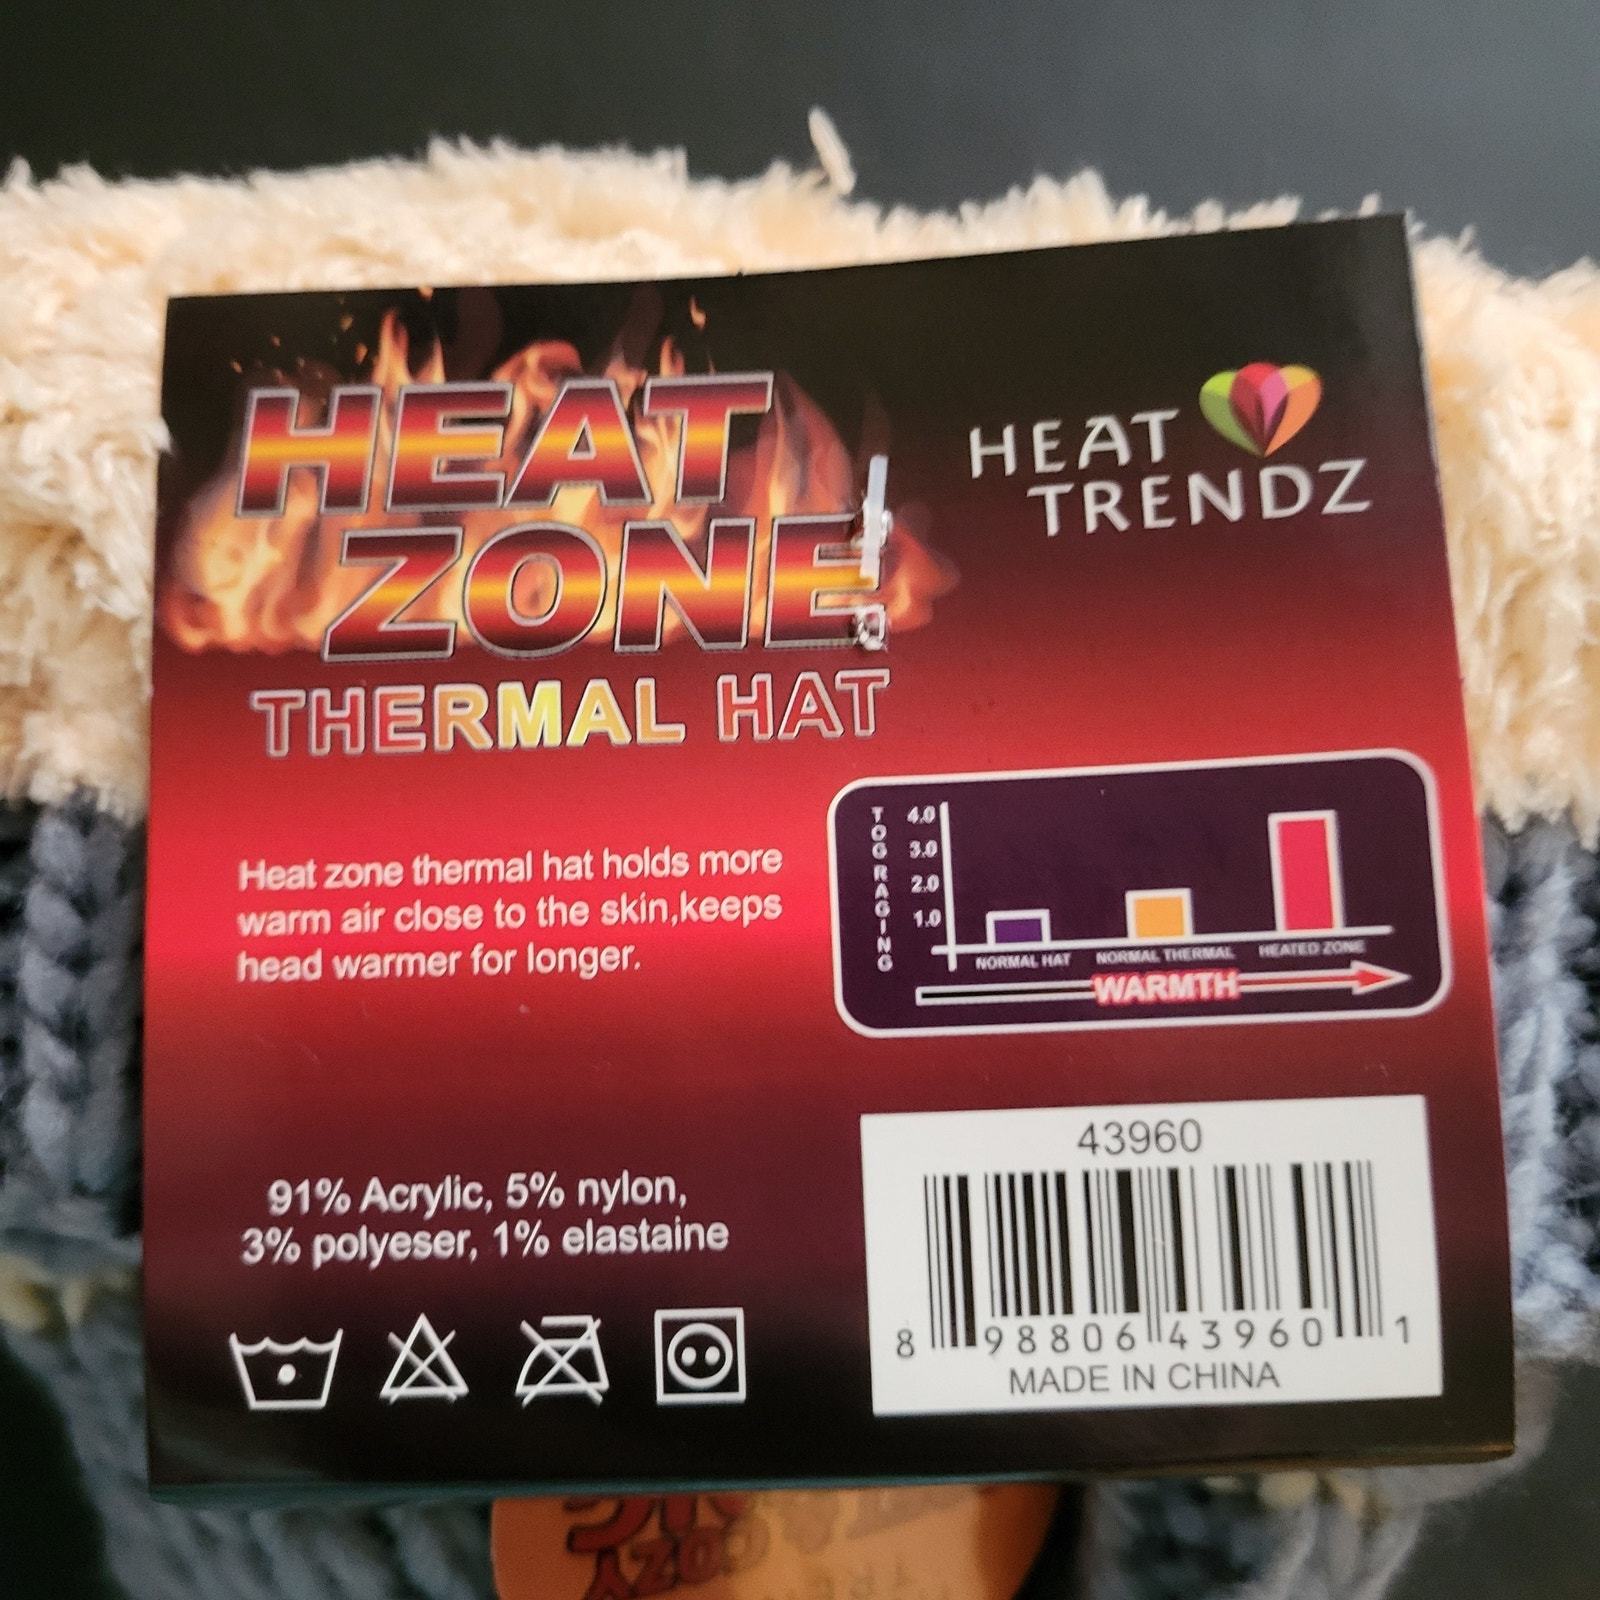 HEAT
ZONE
THERMAL HAT
HEAT
TRENDZ
Heat zone thermal hat holds more
warm air close to the skin,keeps
head warmer for longer.
TOG RAGING
4.0
3.0
2.0
1.0
NORMAL HAT NORMAL THERMAL HEATED ZONE
WARMTH
91% Acrylic, 5% nylon,
3% polyeser, 1% elastaine
43960
8 98806 43960 1
MADE IN CHINA
COZY